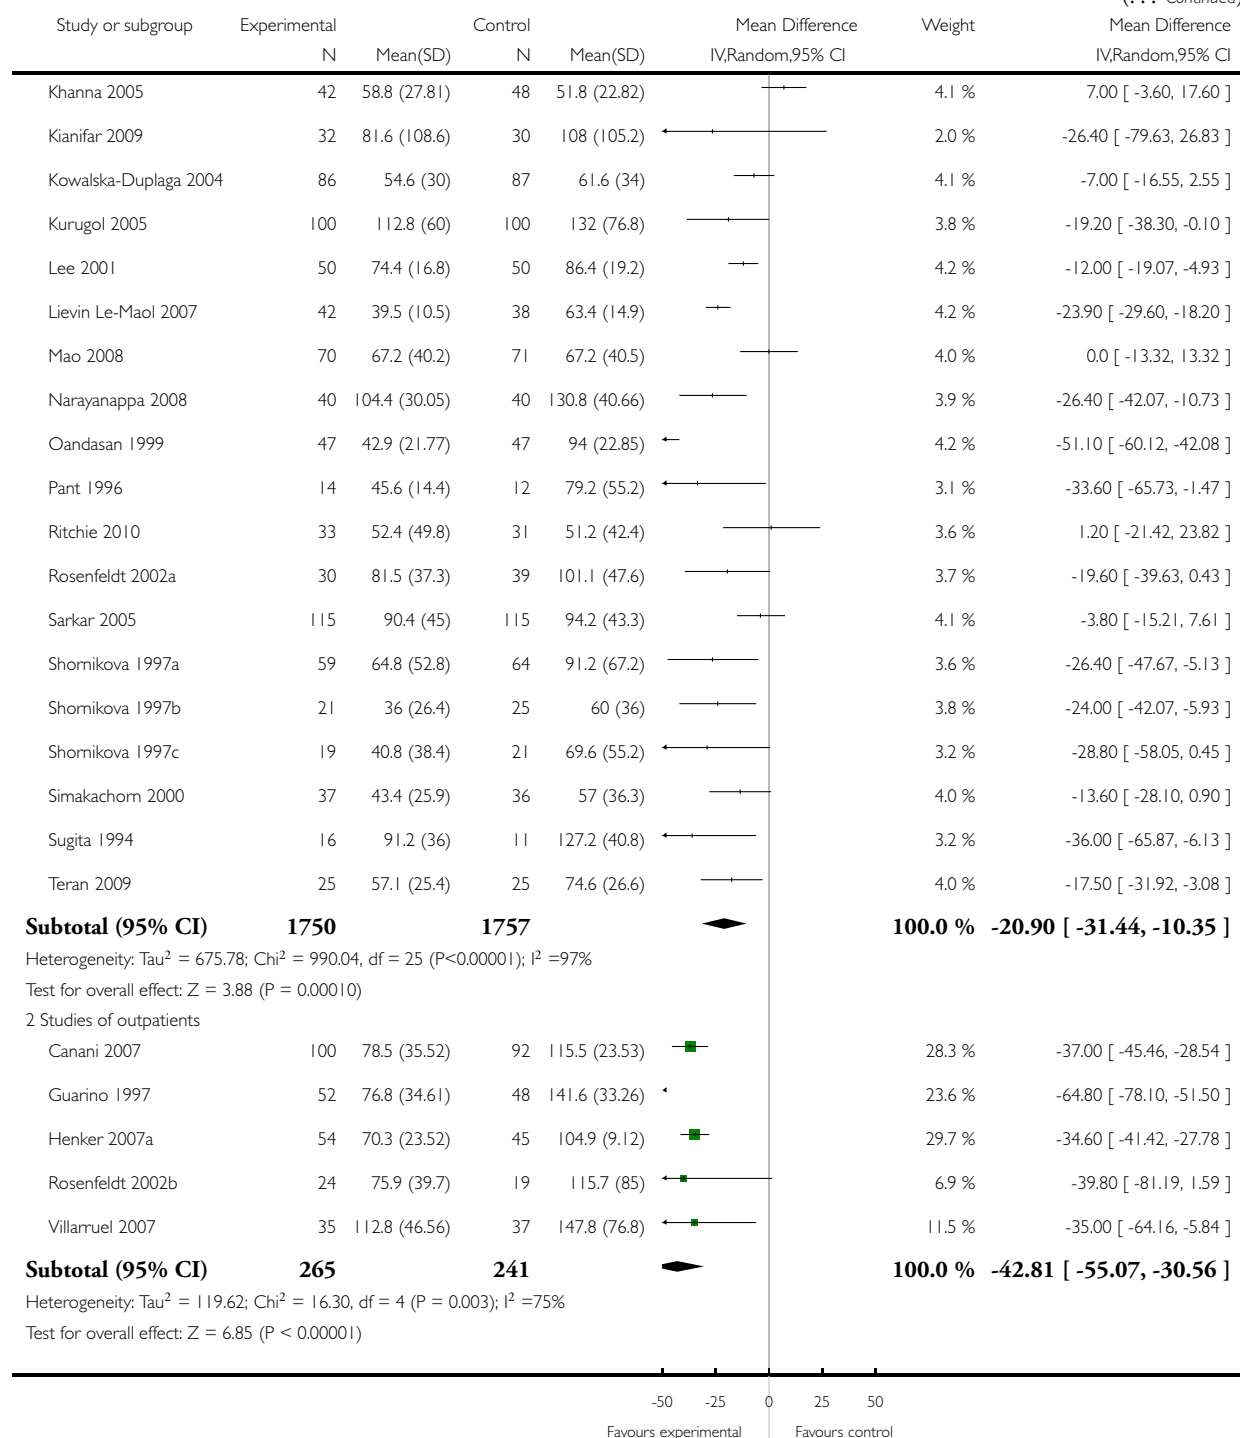 (. . . Continued)
Study or subgroup Experimental Control Mean Difference Weight Mean Difference
N Mean(SD) N Mean(SD) IV,Random,95% CI IV,Random,95% CI
Khanna 2005 42 58.8 (27.81) 48 51.8 (22.82) 4.1 % 7.00 [ -3.60, 17.60 ]
Kianifar 2009 32 81.6 (108.6) 30 108 (105.2) 2.0 % -26.40 [ -79.63, 26.83 ]
Kowalska-Duplaga 2004 86 54.6 (30) 87 61.6 (34) 4.1 % -7.00 [ -16.55, 2.55 ]
Kurugol 2005 100 112.8 (60) 100 132 (76.8) 3.8 % -19.20 [ -38.30, -0.10 ]
Lee 2001 50 74.4 (16.8) 50 86.4 (19.2) 4.2 % -12.00 [ -19.07, -4.93 ]
Lievin Le-Maol 2007 42 39.5 (10.5) 38 63.4 (14.9) 4.2 % -23.90 [ -29.60, -18.20 ]
Mao 2008 70 67.2 (40.2) 71 67.2 (40.5) 4.0 % 0.0 [ -13.32, 13.32 ]
Narayanappa 2008 40 104.4 (30.05) 40 130.8 (40.66) 3.9 % -26.40 [ -42.07, -10.73 ]
Oandasan 1999 47 42.9 (21.77) 47 94 (22.85) 4.2 % -51.10 [ -60.12, -42.08 ]
Pant 1996 14 45.6 (14.4) 12 79.2 (55.2) 3.1 % -33.60 [ -65.73, -1.47 ]
Ritchie 2010 33 52.4 (49.8) 31 51.2 (42.4) 3.6 % 1.20 [ -21.42, 23.82 ]
Rosenfeldt 2002a 30 81.5 (37.3) 39 101.1 (47.6) 3.7 % -19.60 [ -39.63, 0.43 ]
Sarkar 2005 115 90.4 (45) 115 94.2 (43.3) 4.1 % -3.80 [ -15.21, 7.61 ]
Shornikova 1997a 59 64.8 (52.8) 64 91.2 (67.2) 3.6 % -26.40 [ -47.67, -5.13 ]
Shornikova 1997b 21 36 (26.4) 25 60 (36) 3.8 % -24.00 [ -42.07, -5.93 ]
Shornikova 1997c 19 40.8 (38.4) 21 69.6 (55.2) 3.2 % -28.80 [ -58.05, 0.45 ]
Simakachorn 2000 37 43.4 (25.9) 36 57 (36.3) 4.0 % -13.60 [ -28.10, 0.90 ]
Sugita 1994 16 91.2 (36) 11 127.2 (40.8) 3.2 % -36.00 [ -65.87, -6.13 ]
Teran 2009 25 57.1 (25.4) 25 74.6 (26.6) 4.0 % -17.50 [ -31.92, -3.08 ]
Subtotal (95% CI) 1750 1757 100.0 % -20.90 [ -31.44, -10.35 ]
Heterogeneity: Tau² = 675.78; Chi² = 990.04, df = 25 (P<0.00001); I² =97%
Test for overall effect: Z = 3.88 (P = 0.00010)
2 Studies of outpatients
Canani 2007 100 78.5 (35.52) 92 115.5 (23.53) 28.3 % -37.00 [ -45.46, -28.54 ]
Guarino 1997 52 76.8 (34.61) 48 141.6 (33.26) 23.6 % -64.80 [ -78.10, -51.50 ]
Henker 2007a 54 70.3 (23.52) 45 104.9 (9.12) 29.7 % -34.60 [ -41.42, -27.78 ]
Rosenfeldt 2002b 24 75.9 (39.7) 19 115.7 (85) 6.9 % -39.80 [ -81.19, 1.59 ]
Villarruel 2007 35 112.8 (46.56) 37 147.8 (76.8) 11.5 % -35.00 [ -64.16, -5.84 ]
Subtotal (95% CI) 265 241 100.0 % -42.81 [ -55.07, -30.56 ]
Heterogeneity: Tau² = 119.62; Chi² = 16.30, df = 4 (P = 0.003); I² =75%
Test for overall effect: Z = 6.85 (P < 0.00001)
-50 -25 0 25 50
Favours experimental Favours control